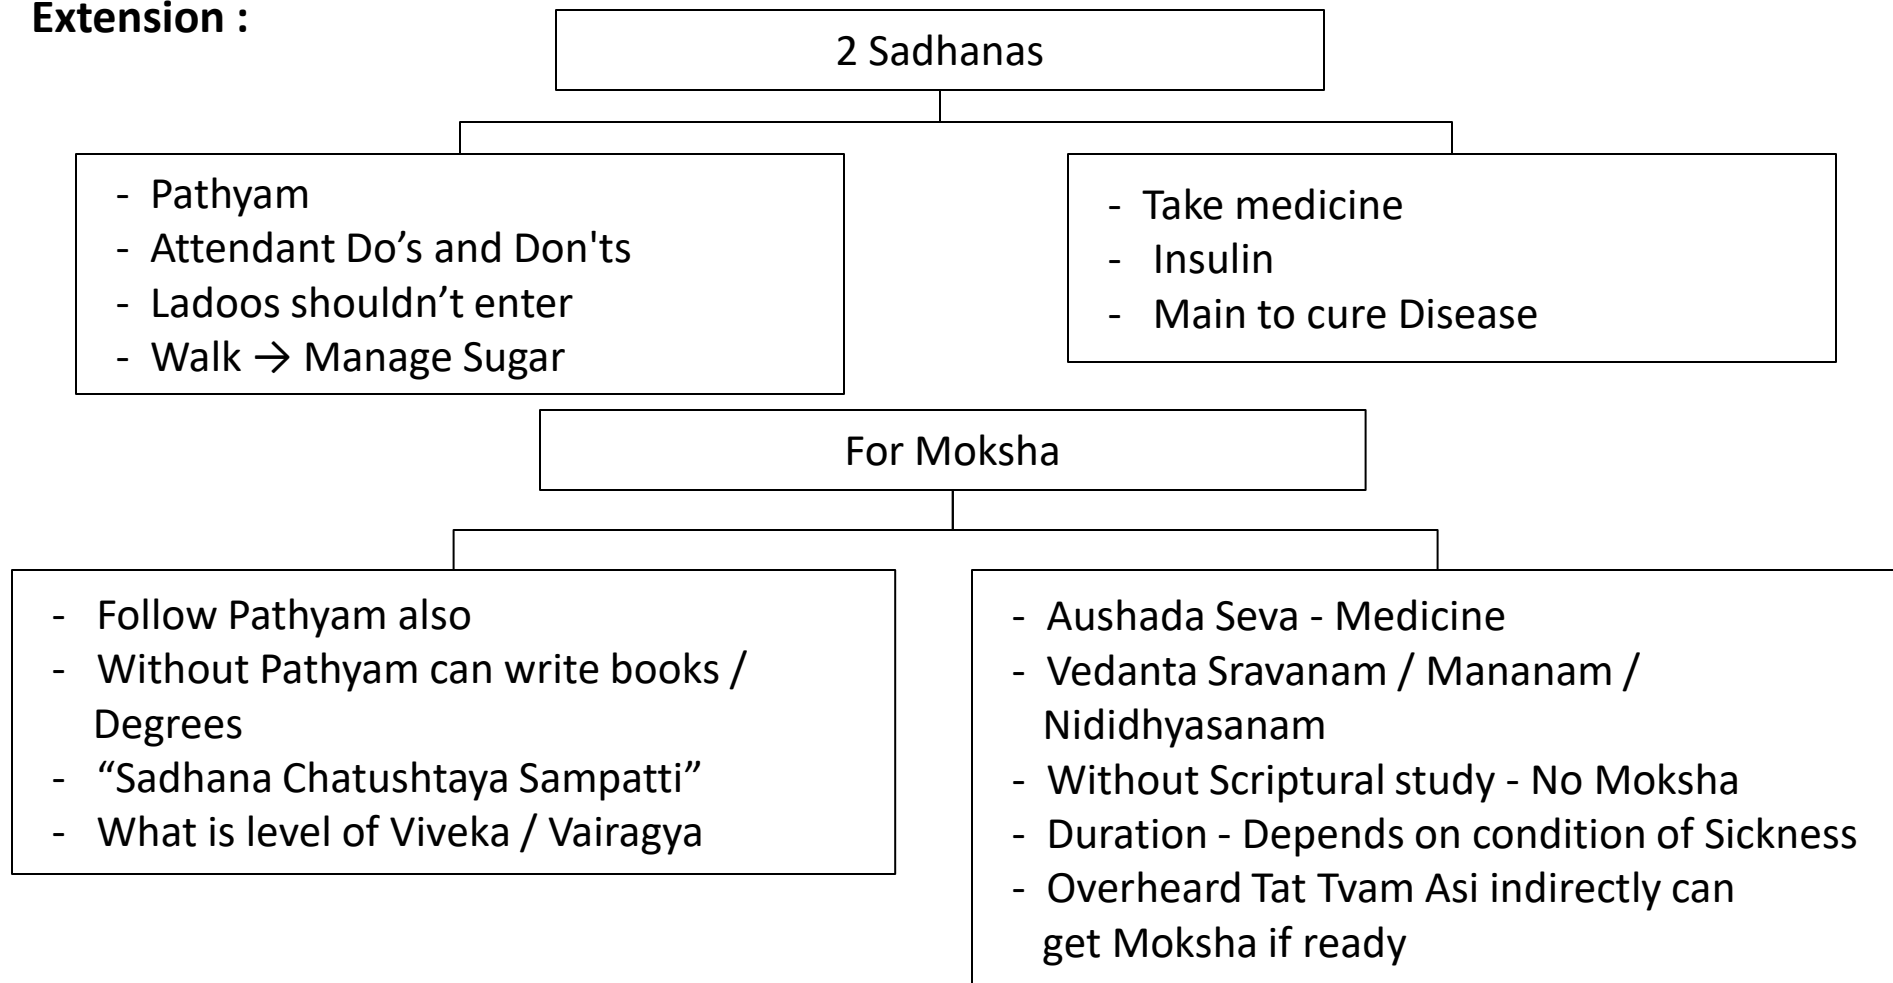 Extension :
2 Sadhanas
- Pathyam
- Attendant Do’s and Don'ts
- Ladoos shouldn’t enter
- Walk → Manage Sugar
- Take medicine
- Insulin
- Main to cure Disease
For Moksha
- Follow Pathyam also
- Without Pathyam can write books /
Degrees
- “Sadhana Chatushtaya Sampatti”
- What is level of Viveka / Vairagya
- Aushada Seva - Medicine
- Vedanta Sravanam / Mananam /
Nididhyasanam
- Without Scriptural study - No Moksha
- Duration - Depends on condition of Sickness
- Overheard Tat Tvam Asi indirectly can
get Moksha if ready